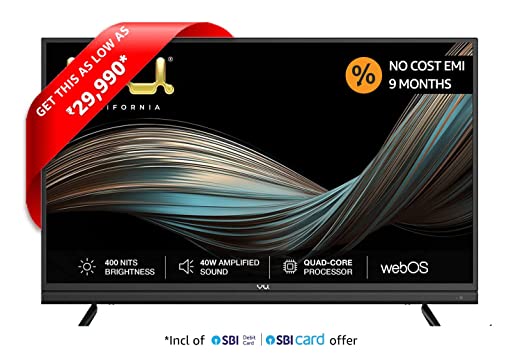 GET THIS AS LOW AS
₹29,990*
CALIFORNIA
%
NO COST EMI
9 MONTHS
400 NITS
BRIGHTNESS
40W AMPLIFIED
SOUND
QUAD-CORE
PROCESSOR
webOS
vu
*Incl of SBI Debit Card | SBI card offer